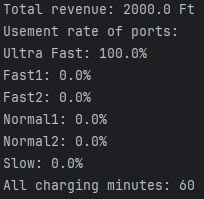 Total revenue: 2000.0 Ft
Usement rate of ports:
Ultra Fast: 100.0%
Fast1: 0.0%
Fast2: 0.0%
Normal1: 0.0%
Normal2: 0.0%
Slow: 0.0%
All charging minutes: 60